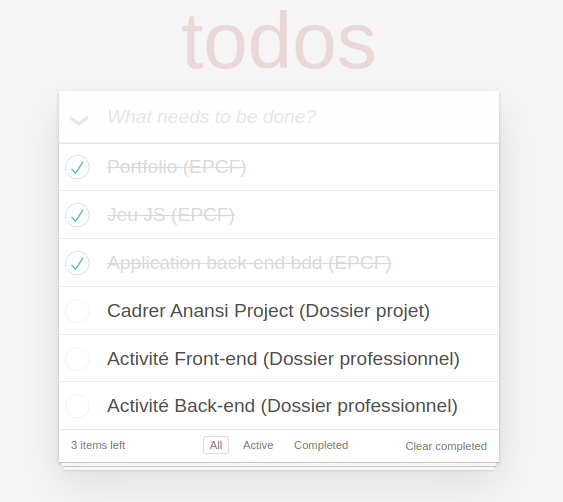 todos
What needs to be done?
Portfolio (EPCF)
Jeu JS (EPCF)
Application back-end bdd (EPCF)
Cadrer Anansi Project (Dossier projet)
Activité Front-end (Dossier professionnel)
Activité Back-end (Dossier professionnel)
3 items left All Active Completed Clear completed